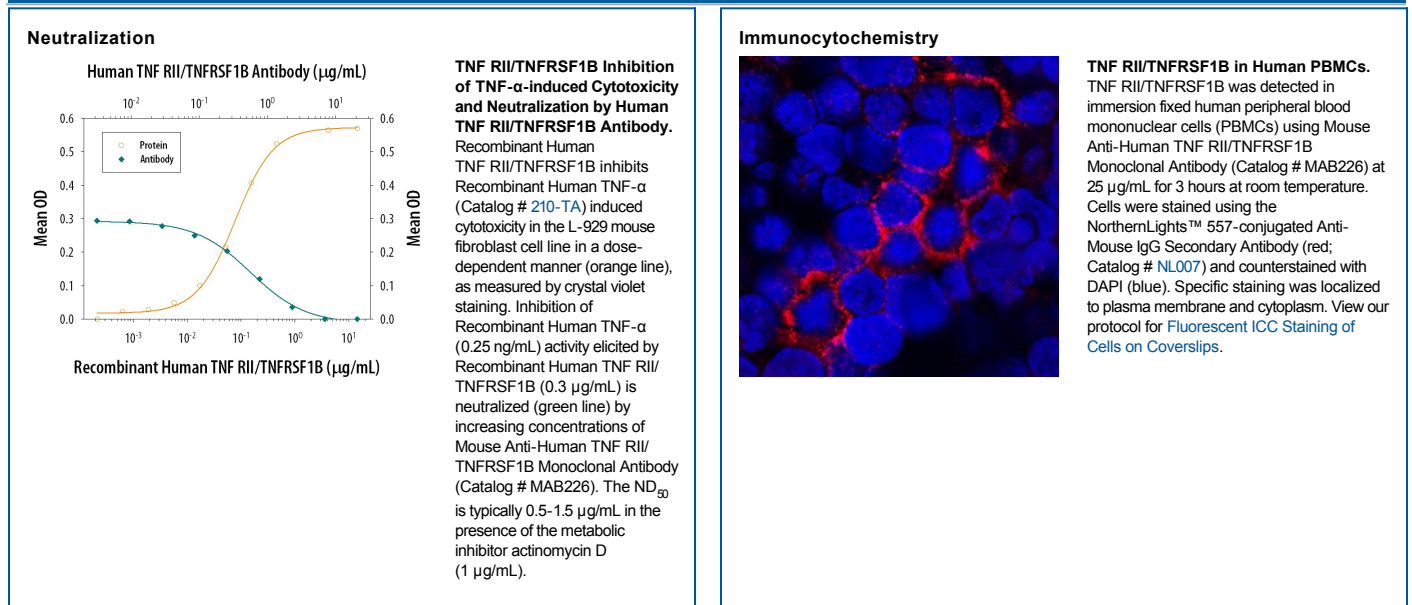 Neutralization
Human TNF RII/TNFRSF1B Antibody (µg/mL)
10-2 10-1 100 101
0.6 0.6
0.5 0.5
0.4 0.4
0.3 0.3
0.2 0.2
0.1 0.1
0.0 0.0
Mean OD
Mean OD
Protein
Antibody
10-3 10-2 10-1 100 101
Recombinant Human TNF RII/TNFRSF1B (µg/mL)
TNF RII/TNFRSF1B Inhibition
of TNF-α-induced Cytotoxicity
and Neutralization by Human
TNF RII/TNFRSF1B Antibody.
Recombinant Human
TNF RII/TNFRSF1B inhibits
Recombinant Human TNF-α
(Catalog # 210-TA) induced
cytotoxicity in the L-929 mouse
fibroblast cell line in a dose-
dependent manner (orange line),
as measured by crystal violet
staining. Inhibition of
Recombinant Human TNF-α
(0.25 ng/mL) activity elicited by
Recombinant Human TNF RII/
TNFRSF1B (0.3 µg/mL) is
neutralized (green line) by
increasing concentrations of
Mouse Anti-Human TNF RII/
TNFRSF1B Monoclonal Antibody
(Catalog # MAB226). The ND50
is typically 0.5-1.5 µg/mL in the
presence of the metabolic
inhibitor actinomycin D
(1 µg/mL).
Immunocytochemistry
TNF RII/TNFRSF1B in Human PBMCs.
TNF RII/TNFRSF1B was detected in
immersion fixed human peripheral blood
mononuclear cells (PBMCs) using Mouse
Anti-Human TNF RII/TNFRSF1B
Monoclonal Antibody (Catalog # MAB226) at
25 µg/mL for 3 hours at room temperature.
Cells were stained using the
NorthernLights™ 557-conjugated Anti-
Mouse IgG Secondary Antibody (red;
Catalog # NL007) and counterstained with
DAPI (blue). Specific staining was localized
to plasma membrane and cytoplasm. View our
protocol for Fluorescent ICC Staining of
Cells on Coverslips.